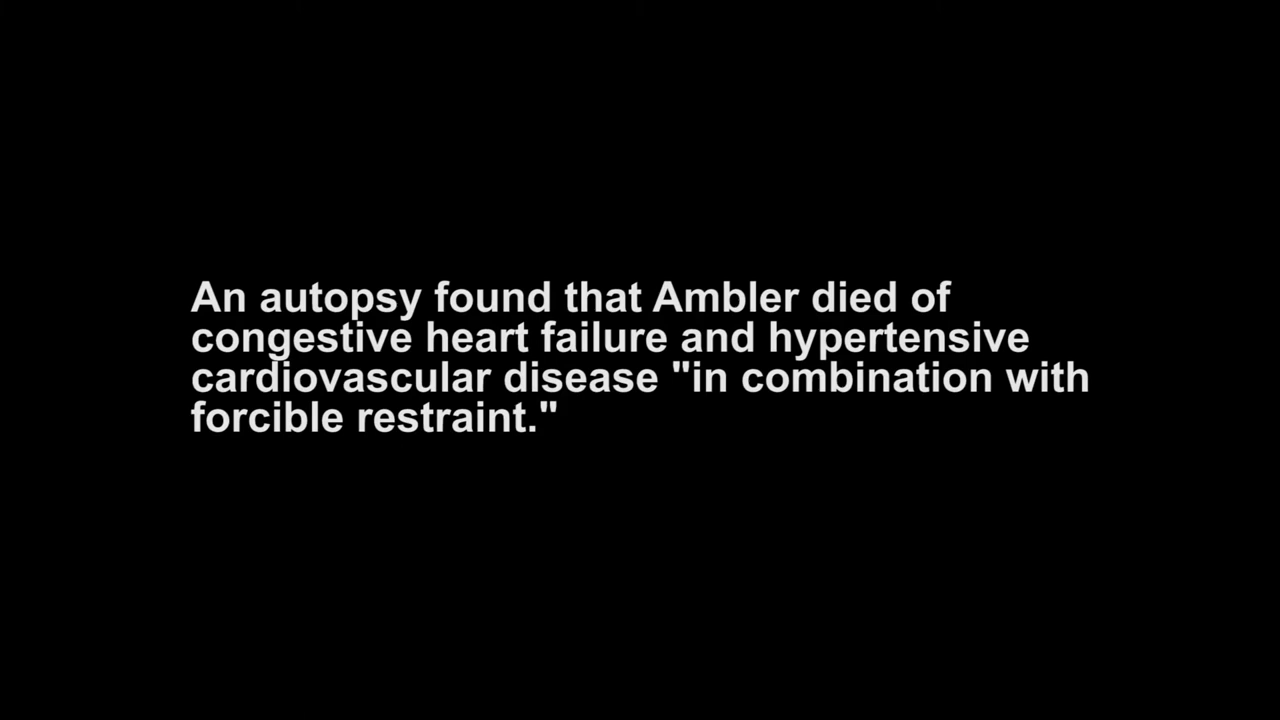 An autopsy found that Ambler died of
congestive heart failure and hypertensive
cardiovascular disease "in combination with
forcible restraint."